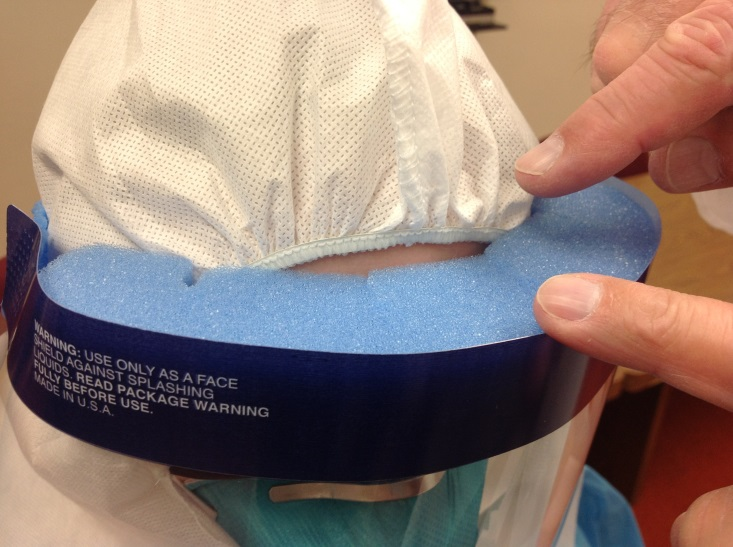 WARNING: USE ONLY AS A FACE
SHIELD AGAINST SPLASHING
LIQUIDS. READ PACKAGE WARNING
FULLY BEFORE USE.
MADE IN U.S.A.